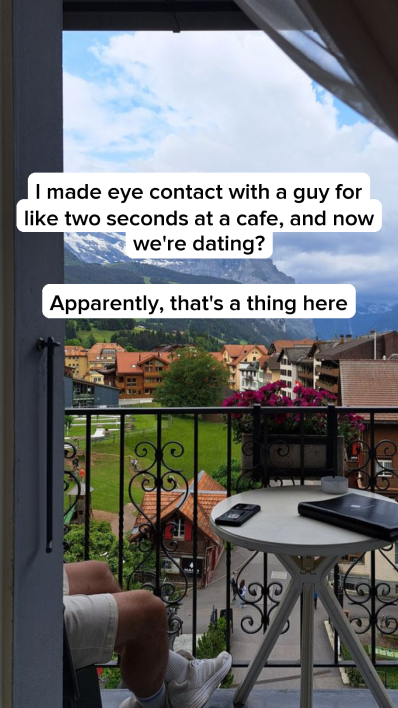 I made eye contact with a guy for
like two seconds at a cafe, and now
we're dating?
Apparently, that's a thing here